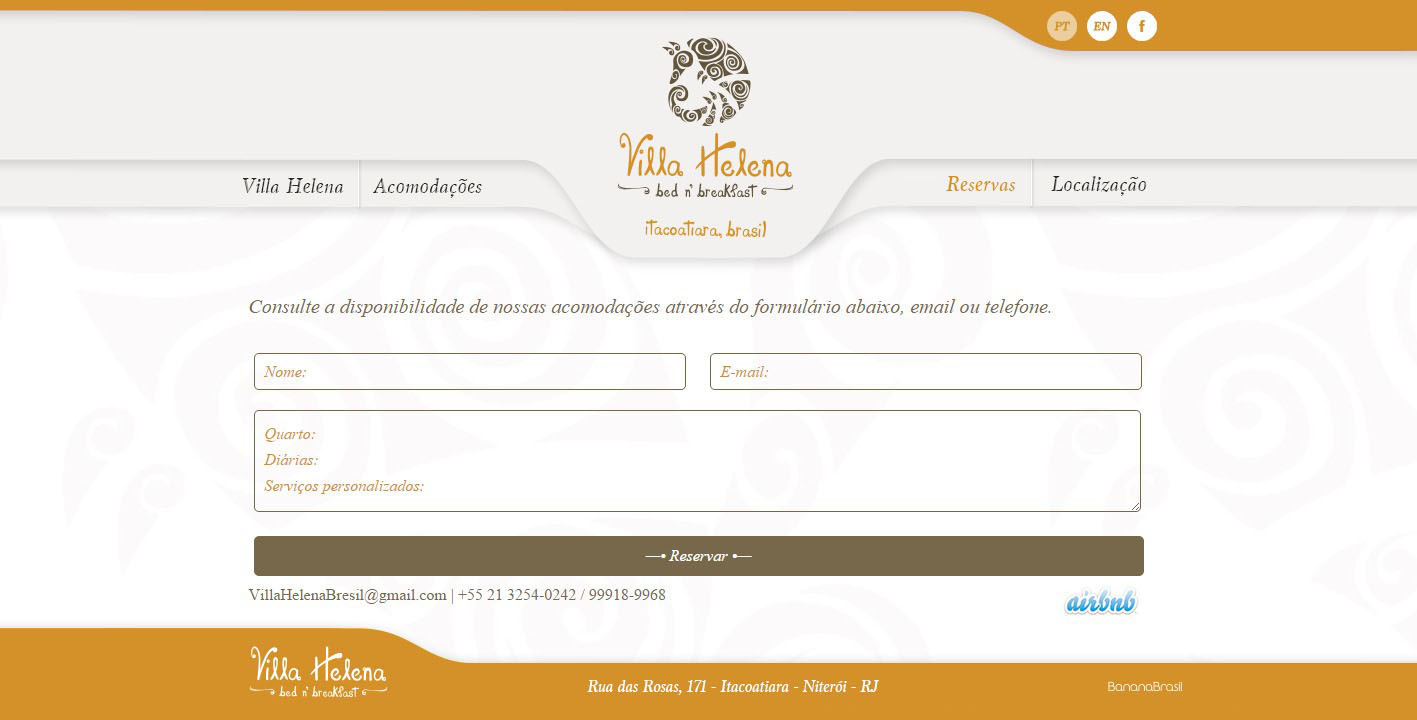 PT EN f
Villa Helena
bed n' breakfast
itacoatiara, brasil
Villa Helena Acomodações Reservas Localização
Consulte a disponibilidade de nossas acomodações através do formulário abaixo, email ou telefone.
Nome: E-mail:
Quarto:
Diárias:
Serviços personalizados:
—• Reservar •—
VillaHelenaBresil@gmail.com | +55 21 3254-0242 / 99918-9968 airbnb
Villa Helena
bed n' breakfast
Rua das Rosas, 171 - Itacoatiara - Niterói - RJ
BananaBrasil